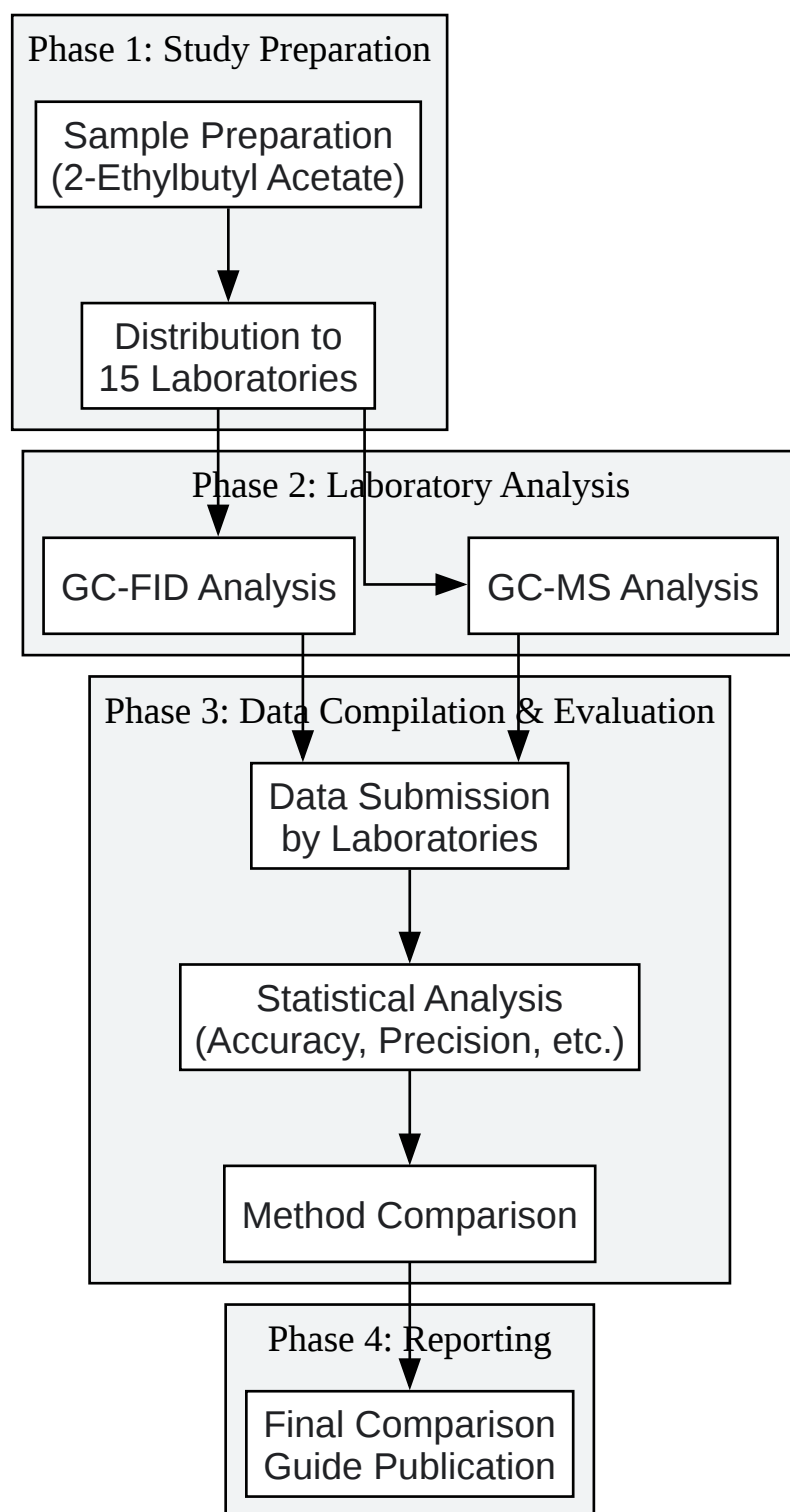 Phase 1: Study Preparation
Sample Preparation
(2-Ethylbutyl Acetate)
Distribution to
15 Laboratories
Phase 2: Laboratory Analysis
GC-FID Analysis
GC-MS Analysis
Phase 3: Data Compilation & Evaluation
Data Submission
by Laboratories
Statistical Analysis
(Accuracy, Precision, etc.)
Method Comparison
Phase 4: Reporting
Final Comparison
Guide Publication